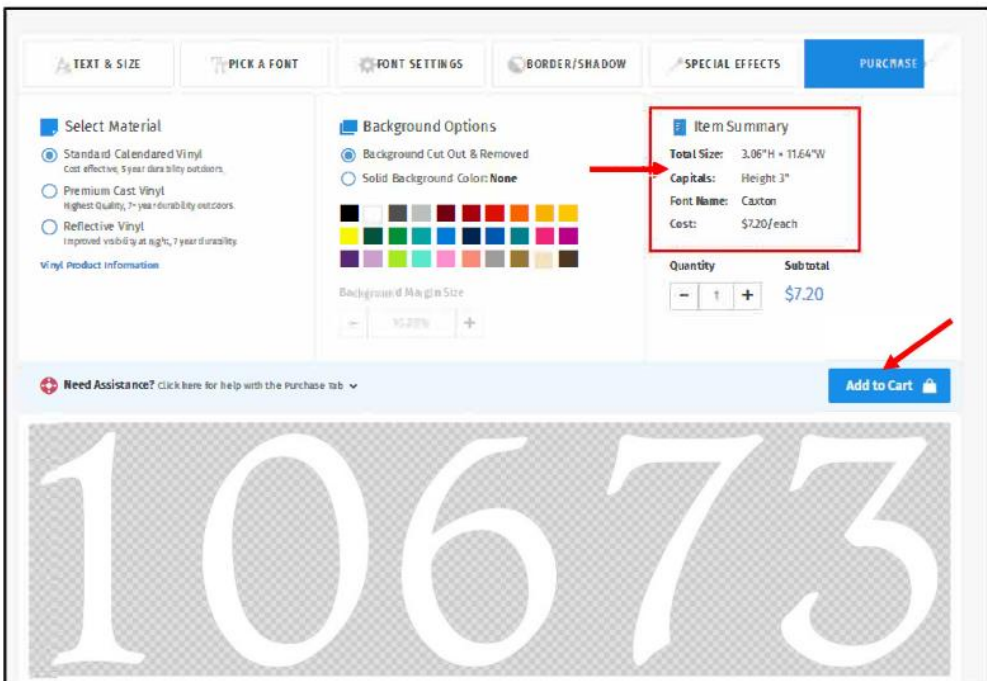 TEXT & SIZE
PICK A FONT
FONT SETTINGS
BORDER/SHADOW
SPECIAL EFFECTS
PURCHASE
Select Material
Standard Calendared Vinyl
Cost effective, 5 year durability outdoors.
Premium Cast Vinyl
Highest Quality, 7+ year durability outdoors.
Reflective Vinyl
Improved visibility at night, 7 year durability.
Vinyl Product Information
Background Options
Background Cut Out & Removed
Solid Background Color: None
Background Margin Size
Item Summary
Total Size: 3.06"H × 11.64"W
Capitals: Height 3"
Font Name: Caxton
Cost: $7.20/each
Quantity Subtotal
- 1 + $7.20
Need Assistance? Click here for help with the Purchase Tab
Add to Cart
10673